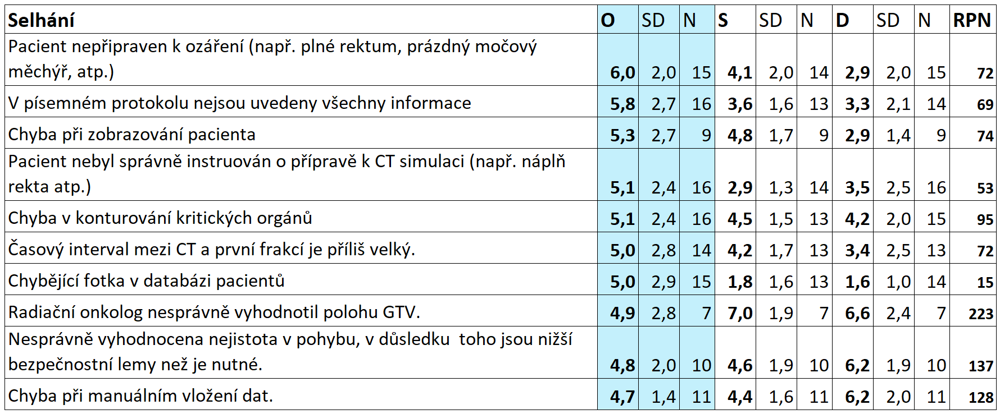 Selhání O SD N S SD N D SD N RPN
Pacient nepřipraven k ozáření (např. plné rektum, prázdný močový
měchýř, atp.) 6,0 2,0 15 4,1 2,0 14 2,9 2,0 15 72
V písemném protokolu nejsou uvedeny všechny informace 5,8 2,7 16 3,6 1,6 13 3,3 2,1 14 69
Chyba při zobrazování pacienta 5,3 2,7 9 4,8 1,7 9 2,9 1,4 9 74
Pacient nebyl správně instruován o přípravě k CT simulaci (např. náplň
rekta atp.) 5,1 2,4 16 2,9 1,3 14 3,5 2,5 16 53
Chyba v konturování kritických orgánů 5,1 2,4 16 4,5 1,5 13 4,2 2,0 15 95
Časový interval mezi CT a první frakcí je příliš velký. 5,0 2,8 14 4,2 1,7 13 3,4 2,5 13 72
Chybějící fotka v databázi pacientů 5,0 2,9 15 1,8 1,6 13 1,6 1,0 14 15
Radiační onkolog nesprávně vyhodnotil polohu GTV. 4,9 2,8 7 7,0 1,9 7 6,6 2,4 7 223
Nesprávně vyhodnocena nejistota v pohybu, v důsledku  toho jsou nižší
bezpečnostní lemy než je nutné. 4,8 2,0 10 4,6 1,9 10 6,2 1,9 10 137
Chyba při manuálním vložení dat. 4,7 1,4 11 4,4 1,6 11 6,2 2,0 11 128